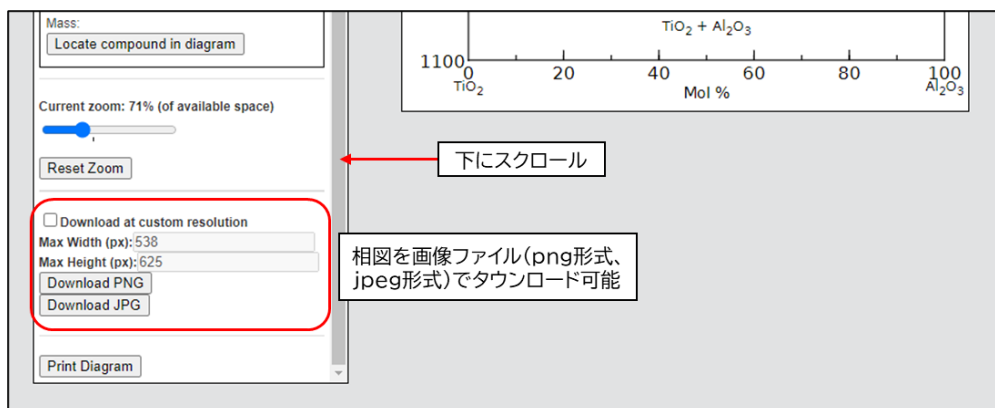 Mass:
Locate compound in diagram
Current zoom: 71% (of available space)
Reset Zoom
Download at custom resolution
Max Width (px): 538
Max Height (px): 625
Download PNG
Download JPG
Print Diagram
TiO₂ + Al₂O₃
1100
0 20 40 60 80 100
TiO₂ Al₂O₃
Mol %
下にスクロール
相図を画像ファイル(png形式、
jpeg形式)でタウンロード可能